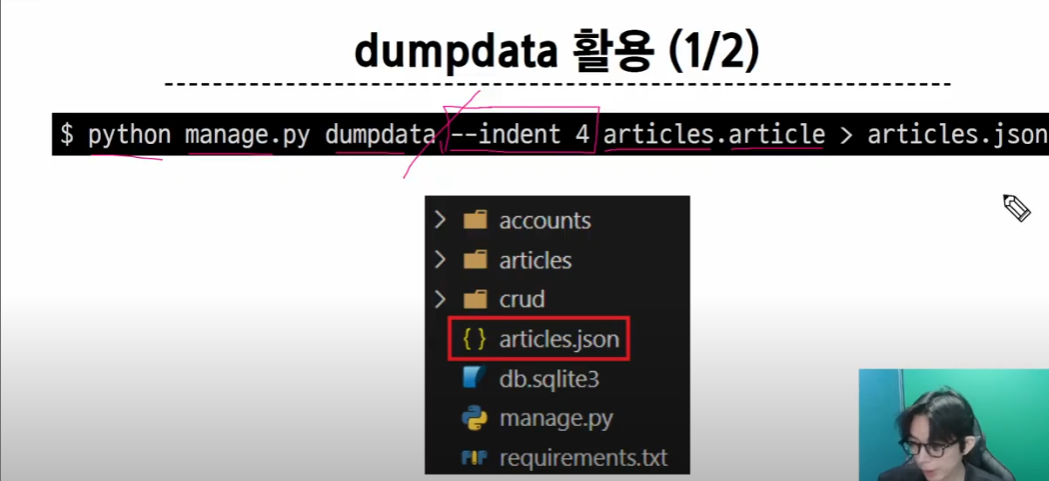 dumpdata 활용 (1/2)
$ python manage.py dumpdata --indent 4 articles.article > articles.json
accounts
articles
crud
{ } articles.json
db.sqlite3
manage.py
requirements.txt